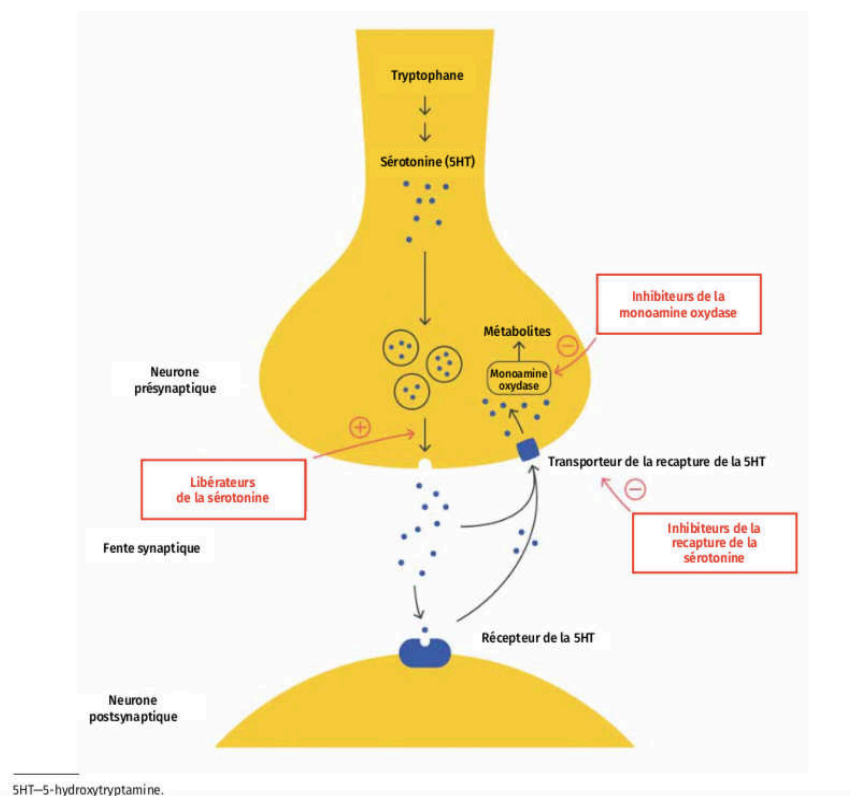 Tryptophane
Sérotonine (5HT)
Inhibiteurs de la
monoamine oxydase
Métabolites
Monoamine
oxydase
Neurone
présynaptique
Transporteur de la recapture de la 5HT
Libérateurs
de la sérotonine
Inhibiteurs de la
recapture de la
sérotonine
Fente synaptique
Récepteur de la 5HT
Neurone
postsynaptique
5HT—5-hydroxytryptamine.